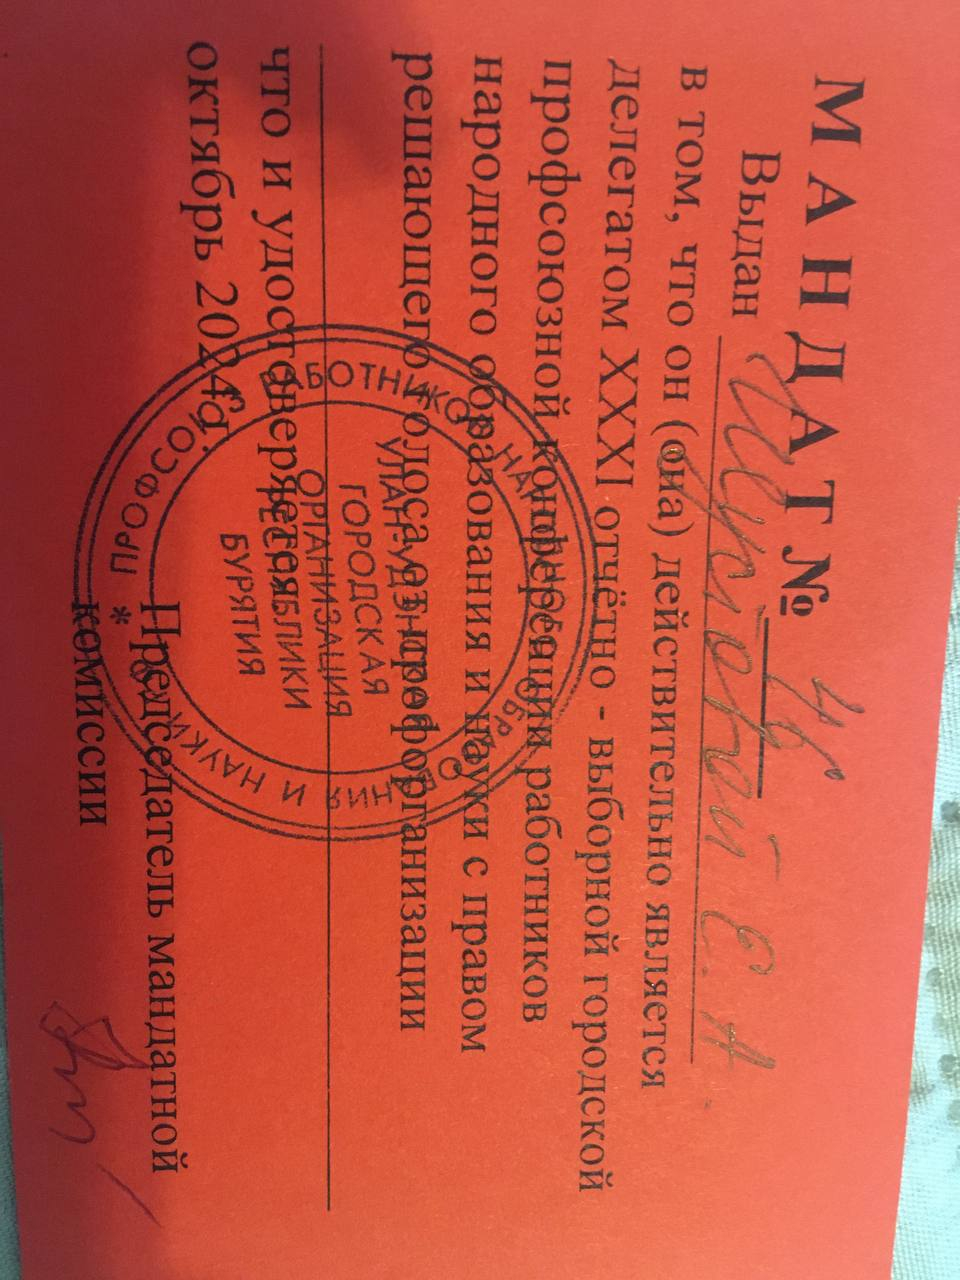 МАНДАТ № 46
Выдан Е.А.
в том, что он (она) действительно является
делегатом XXXI отчётно - выборной городской
профсоюзной конференции работников
народного образования и науки с правом
решающего голоса от профорганизации
что и удостоверяется
октябрь 2024г.
Председатель мандатной
комиссии
ПРОФСОЮЗ РАБОТНИКОВ НАРОДНОГО ОБРАЗОВАНИЯ И НАУКИ
УЛАН-УДЭНСКАЯ
ГОРОДСКАЯ
ОРГАНИЗАЦИЯ
РЕСПУБЛИКИ
БУРЯТИЯ
*